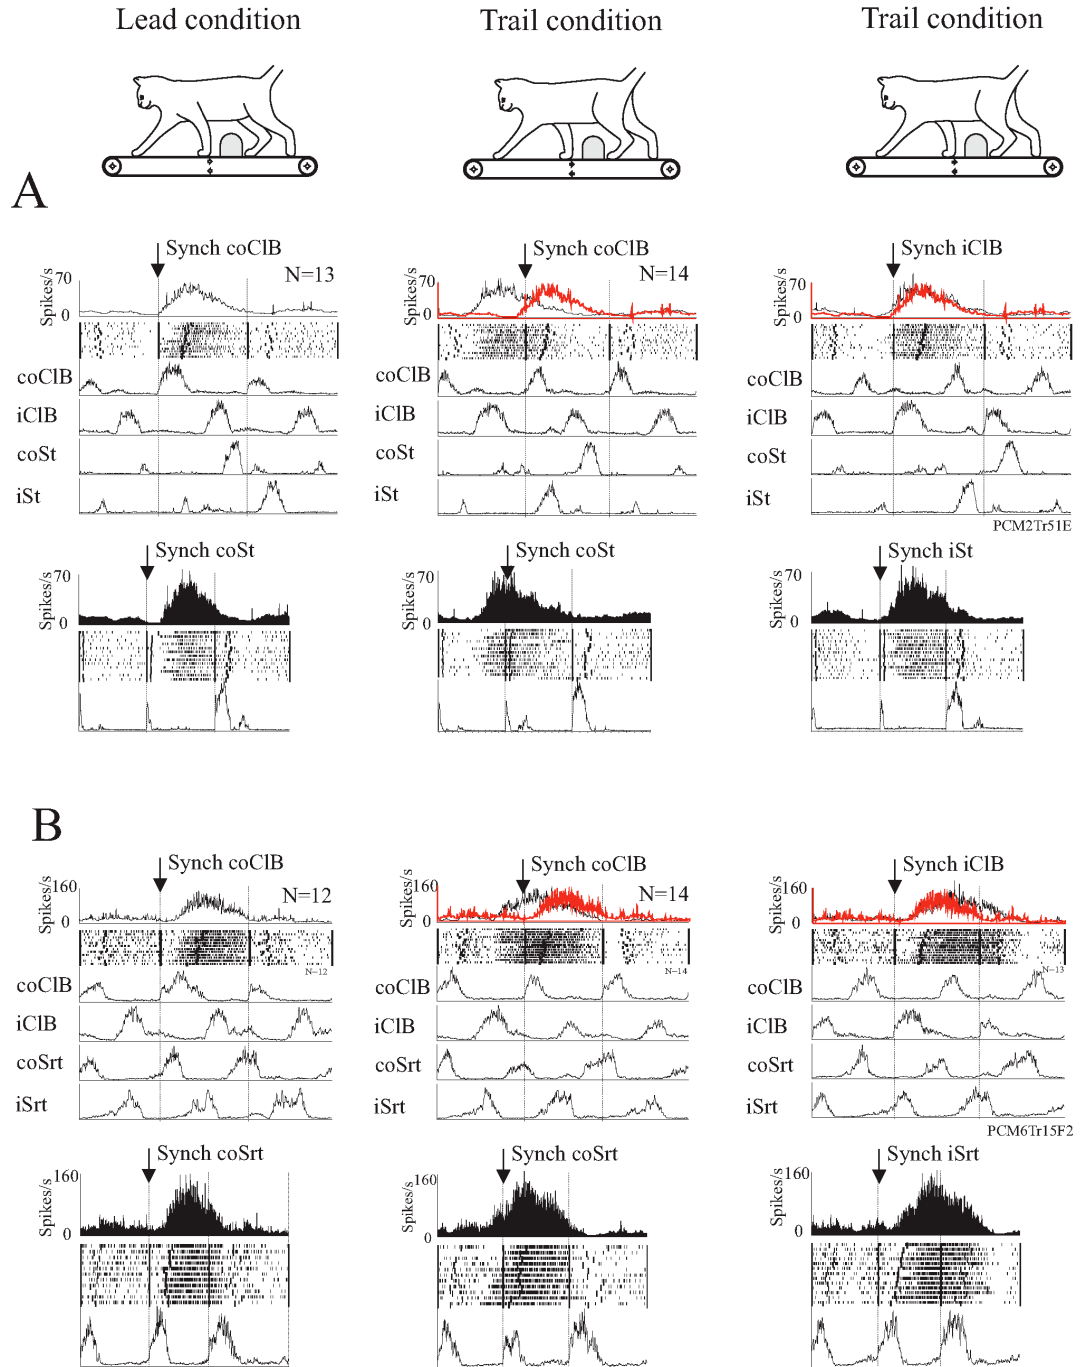 Lead condition
Trail condition
Trail condition
A
Synch coClB
N=13
Spikes/s
70
0
coClB
iClB
coSt
iSt
Synch coClB
N=14
Spikes/s
70
0
coClB
iClB
coSt
iSt
Synch iClB
Spikes/s
70
0
coClB
iClB
coSt
iSt
PCM2Tr51E
Synch coSt
Spikes/s
70
0
Synch coSt
Spikes/s
70
0
Synch iSt
Spikes/s
70
0
B
Synch coClB
N=12
Spikes/s
160
0
N=12
coClB
iClB
coSrt
iSrt
Synch coClB
N=14
Spikes/s
160
0
N=14
coClB
iClB
coSrt
iSrt
Synch iClB
Spikes/s
160
0
N=13
coClB
iClB
coSrt
iSrt
PCM6Tr15F2
Synch coSrt
Spikes/s
160
0
Synch coSrt
Spikes/s
160
0
Synch iSrt
Spikes/s
160
0